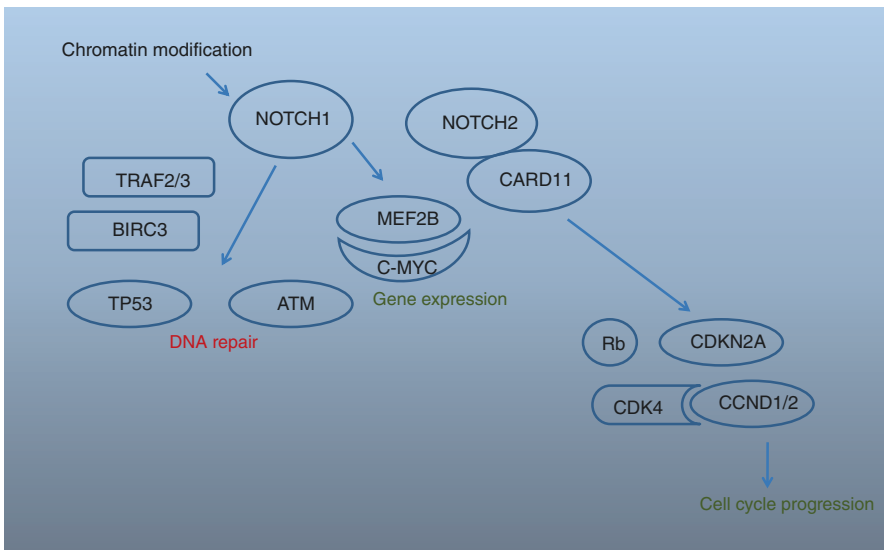 Chromatin modification
NOTCH1
NOTCH2
TRAF2/3
CARD11
BIRC3
MEF2B
C-MYC
TP53
ATM
Gene expression
DNA repair
Rb
CDKN2A
CDK4
CCND1/2
Cell cycle progression